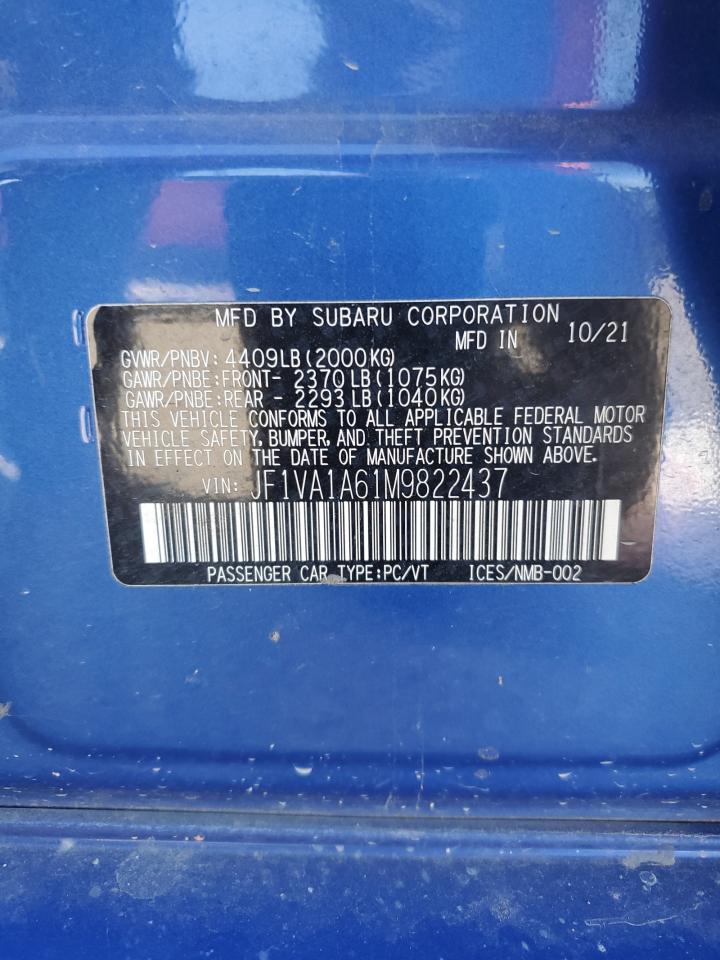 MFD BY SUBARU CORPORATION
MFD IN 10/21
GVWR/PNBV: 4409LB(2000KG)
GAWR/PNBE:FRONT- 2370LB(1075KG)
GAWR/PNBE:REAR - 2293LB(1040KG)
THIS VEHICLE CONFORMS TO ALL APPLICABLE FEDERAL MOTOR
VEHICLE SAFETY, BUMPER, AND THEFT PREVENTION STANDARDS
IN EFFECT ON THE DATE OF MANUFACTURE SHOWN ABOVE.
VIN: JF1VA1A61M9822437
PASSENGER CAR TYPE:PC/VT ICES/NMB-002